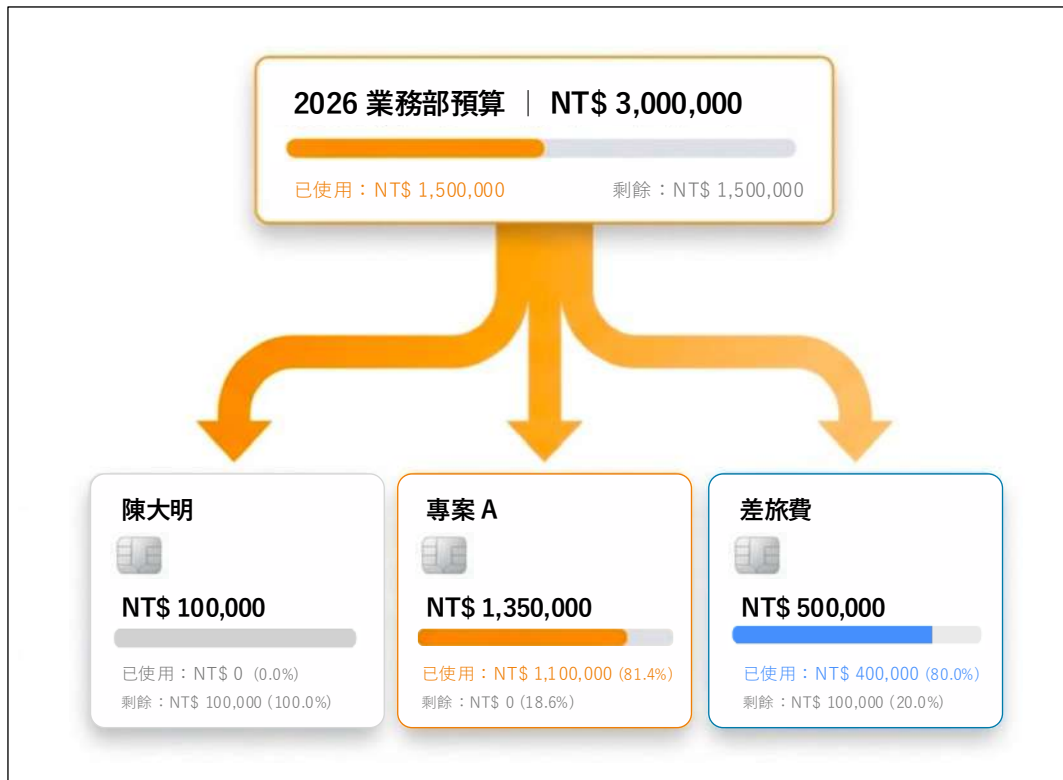 2026 業務部預算 ｜ NT$ 3,000,000
已使用：NT$ 1,500,000
剩餘：NT$ 1,500,000
陳大明
NT$ 100,000
已使用：NT$ 0 (0.0%)
剩餘：NT$ 100,000 (100.0%)
專案 A
NT$ 1,350,000
已使用：NT$ 1,100,000 (81.4%)
剩餘：NT$ 0 (18.6%)
差旅費
NT$ 500,000
已使用：NT$ 400,000 (80.0%)
剩餘：NT$ 100,000 (20.0%)